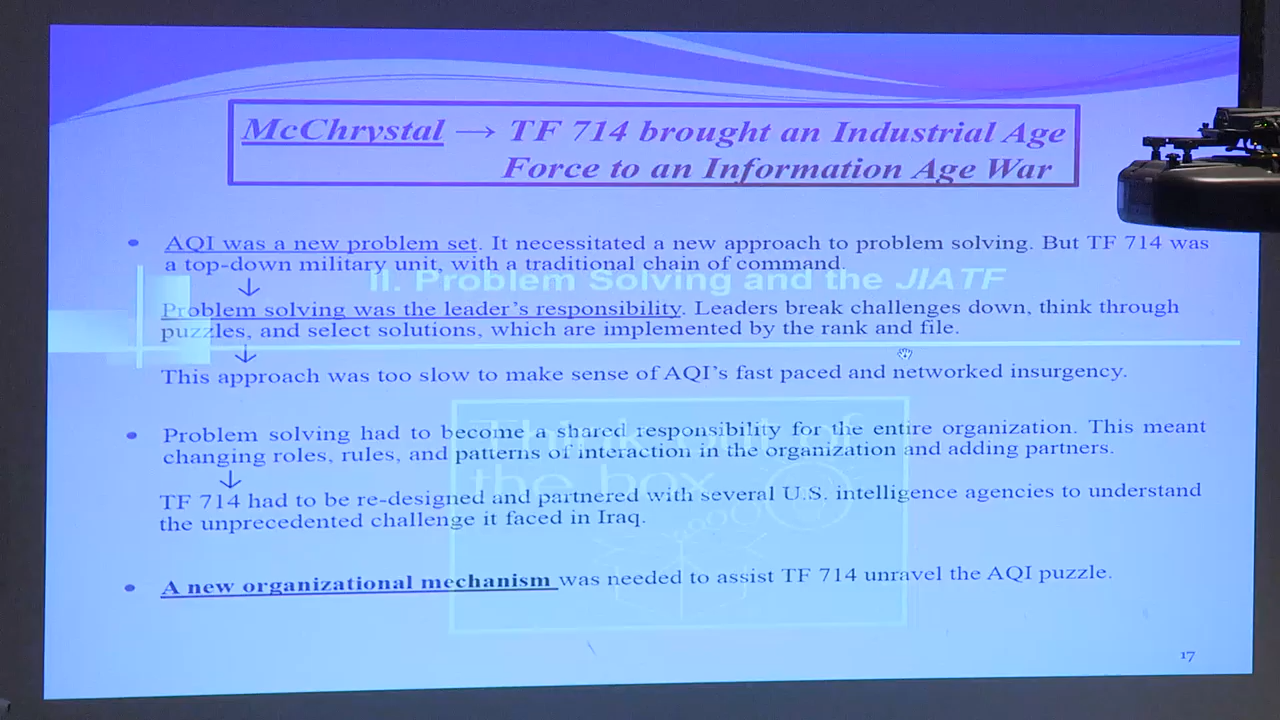 McChrystal → TF 714 brought an Industrial Age
Force to an Information Age War
• AQI was a new problem set. It necessitated a new approach to problem solving. But TF 714 was
a top-down military unit, with a traditional chain of command.
II. Problem Solving and the JIATF
↓
Problem solving was the leader's responsibility. Leaders break challenges down, think through
puzzles, and select solutions, which are implemented by the rank and file.
↓
This approach was too slow to make sense of AQI's fast paced and networked insurgency.
• Problem solving had to become a shared responsibility for the entire organization. This meant
changing roles, rules, and patterns of interaction in the organization and adding partners.
Think out of
the box
↓
TF 714 had to be re-designed and partnered with several U.S. intelligence agencies to understand
the unprecedented challenge it faced in Iraq.
• A new organizational mechanism was needed to assist TF 714 unravel the AQI puzzle.
17